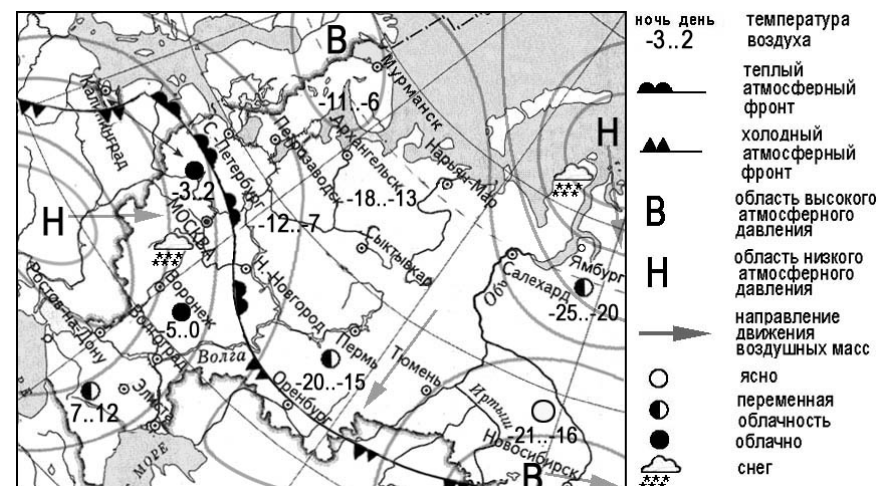 В
Мурманск
-11..-6
Калининград
С.-Петербург
Петрозаводск
Архангельск
Нарьян-Мар
Н
-3..2
МОСКВА
-12..-7
-18..-13
Н
Сыктывкар
Салехард
Ямбург
Обь
-25..-20
Н. Новгород
Воронеж
-5..0
Ростов-на-Дону
Волгоград
Волга
Пермь
Тюмень
-20..-15
Оренбург
Элиста
7..12
МОРЕ
Иртыш
-21..-16
Новосибирск
В
ночь день
-3..2
температура
воздуха
теплый
атмосферный
фронт
холодный
атмосферный
фронт
В
область высокого
атмосферного
давления
Н
область низкого
атмосферного
давления
направление
движения
воздушных масс
ясно
переменная
облачность
облачно
снег